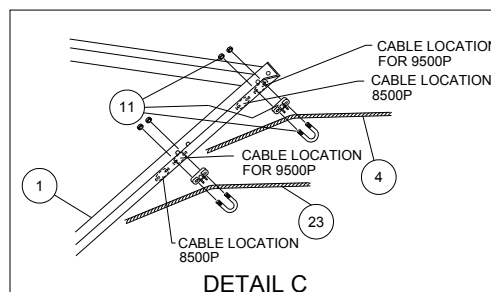 CABLE LOCATION
FOR 9500P
CABLE LOCATION
8500P
11
CABLE LOCATION
FOR 9500P
4
1
23
CABLE LOCATION
8500P
DETAIL C